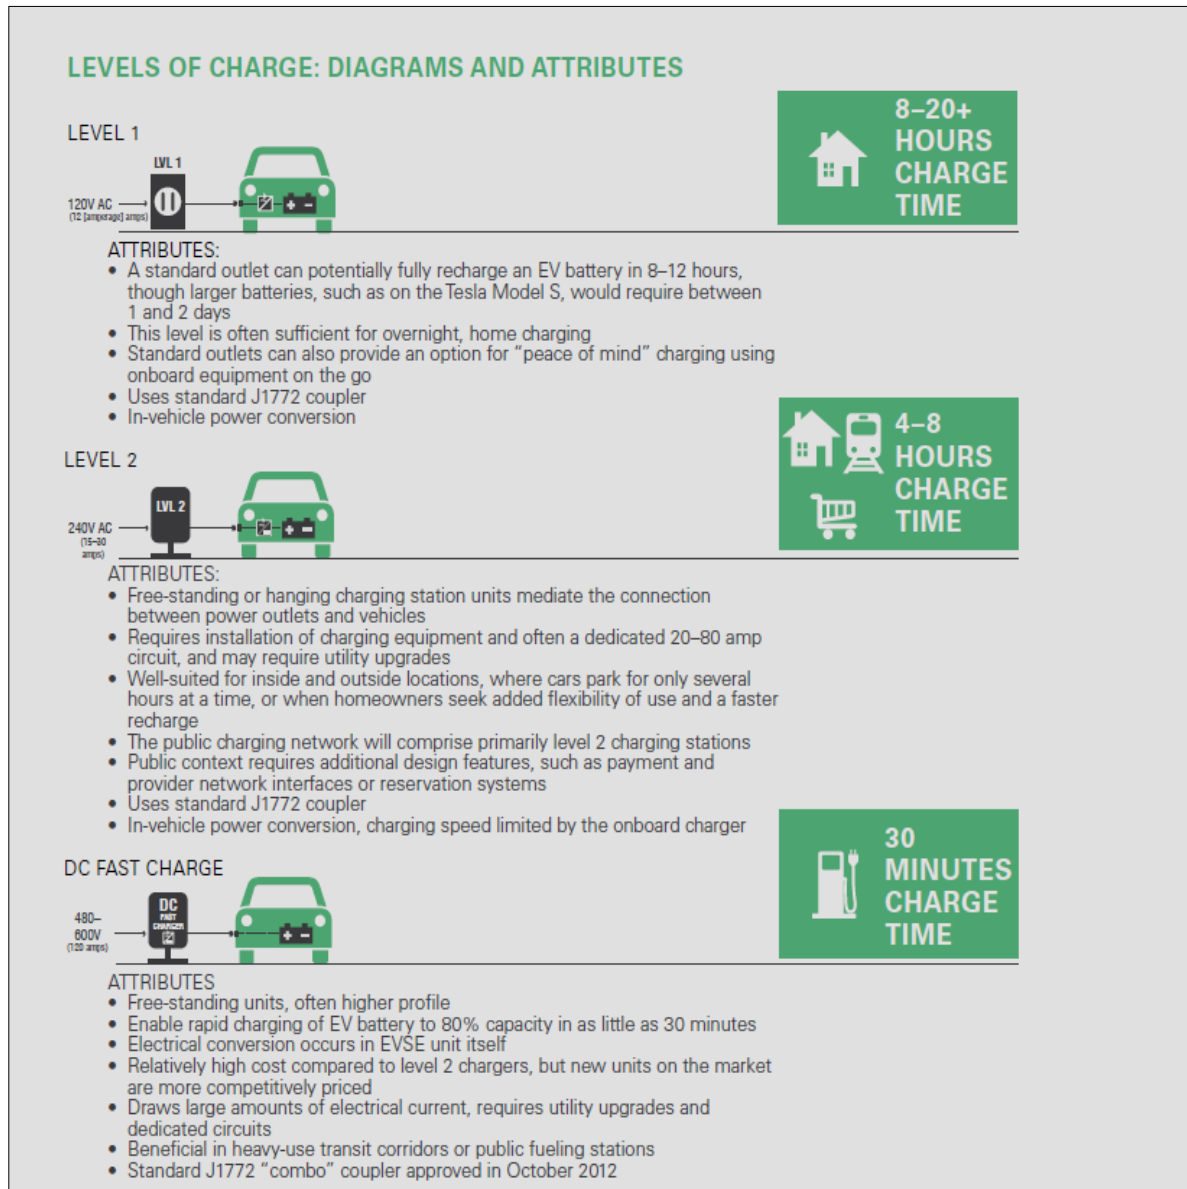 LEVELS OF CHARGE: DIAGRAMS AND ATTRIBUTES
LEVEL 1
LVL 1
120V AC
(12 [amperage] amps)
8–20+
HOURS
CHARGE
TIME
ATTRIBUTES:
• A standard outlet can potentially fully recharge an EV battery in 8–12 hours,
though larger batteries, such as on the Tesla Model S, would require between
1 and 2 days
• This level is often sufficient for overnight, home charging
• Standard outlets can also provide an option for “peace of mind” charging using
onboard equipment on the go
• Uses standard J1772 coupler
• In-vehicle power conversion
LEVEL 2
LVL 2
240V AC
(15–30
amps)
4–8
HOURS
CHARGE
TIME
ATTRIBUTES:
• Free-standing or hanging charging station units mediate the connection
between power outlets and vehicles
• Requires installation of charging equipment and often a dedicated 20–80 amp
circuit, and may require utility upgrades
• Well-suited for inside and outside locations, where cars park for only several
hours at a time, or when homeowners seek added flexibility of use and a faster
recharge
• The public charging network will comprise primarily level 2 charging stations
• Public context requires additional design features, such as payment and
provider network interfaces or reservation systems
• Uses standard J1772 coupler
• In-vehicle power conversion, charging speed limited by the onboard charger
DC FAST CHARGE
DC
FAST
CHARGER
480–
600V
(120 amps)
30
MINUTES
CHARGE
TIME
ATTRIBUTES
• Free-standing units, often higher profile
• Enable rapid charging of EV battery to 80% capacity in as little as 30 minutes
• Electrical conversion occurs in EVSE unit itself
• Relatively high cost compared to level 2 chargers, but new units on the market
are more competitively priced
• Draws large amounts of electrical current, requires utility upgrades and
dedicated circuits
• Beneficial in heavy-use transit corridors or public fueling stations
• Standard J1772 “combo” coupler approved in October 2012